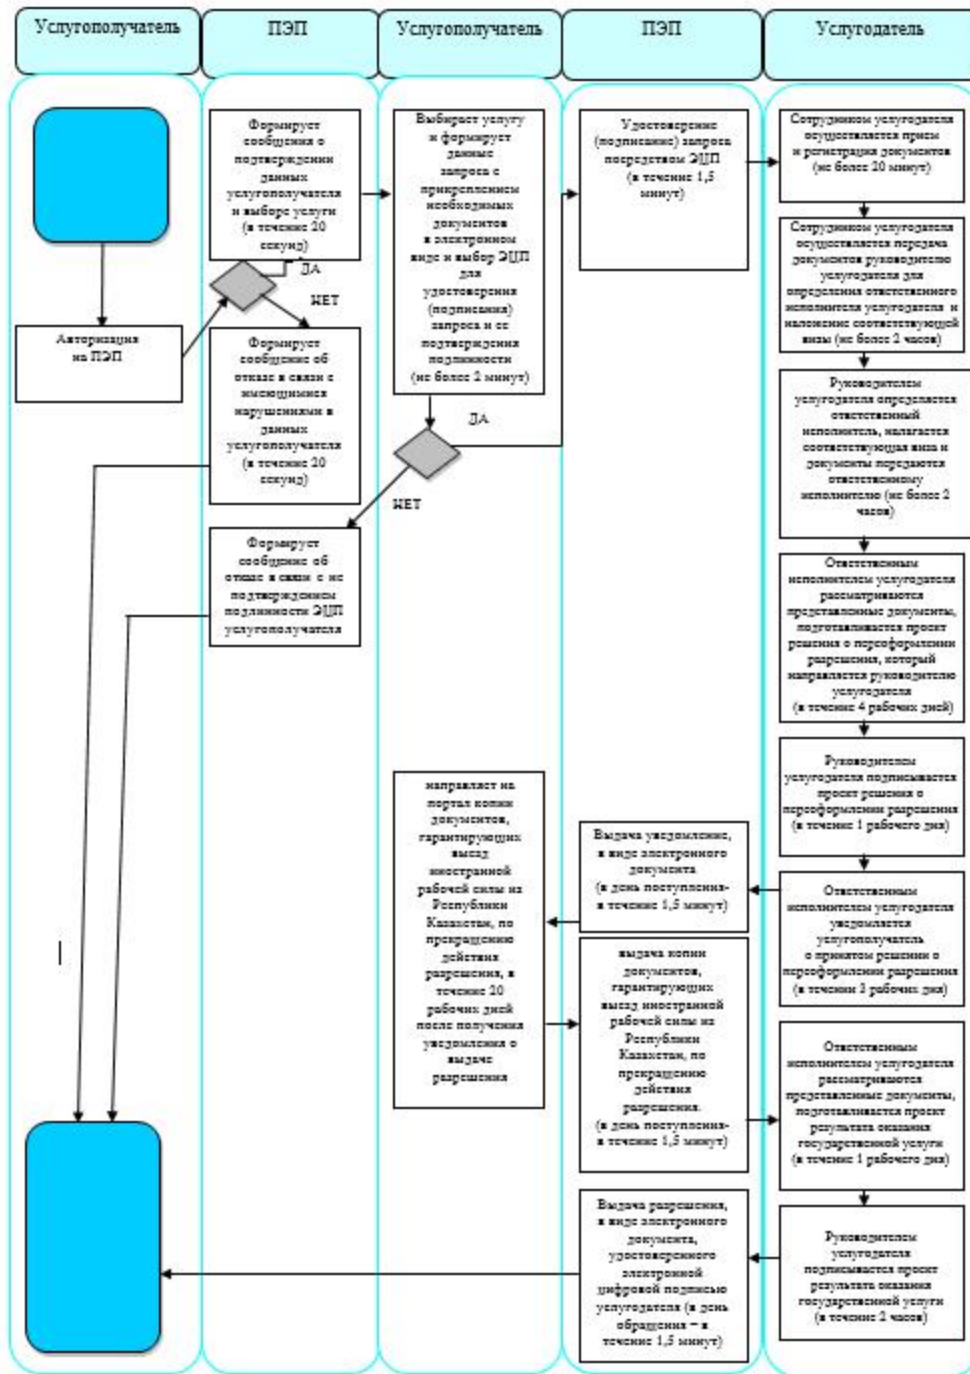 Услугополучатель
ПЭП
Услугополучатель
ПЭП
Услугодатель
Авторизация
на ПЭП
Формирует
сообщения о
подтверждении
данных
услугополучателя
и выборе услуги
(в течение 20
секунд)
ДА
НЕТ
Формирует
сообщение об
отказе в связи с
имеющимися
нарушениями в
данных
услугополучателя
(в течение 20
секунд)
Формирует
сообщение об
отказе в связи с не
подтверждением
подлинности ЭЦП
услугополучателя
Выбирает услугу
и формирует
данные
запроса с
прикреплением
необходимых
документов
в электронном
виде и выбор ЭЦП
для
удостоверения
(подписания)
запроса и ее
подтверждения
подлинности
(не более 2 минут)
ДА
НЕТ
направляет на
портал копии
документов,
гарантирующих
выезд
иностранной
рабочей силы из
Республики
Казахстан, по
прекращению
действия
разрешения, в
течение 20
рабочих дней
после получения
уведомления о
выдаче
разрешения
Удостоверение
(подписание) запроса
посредством ЭЦП
(в течение 1,5
минут)
Выдача уведомление,
в виде электронного
документа
(в день поступления-
в течение 1,5 минут)
выдача копии
документов,
гарантирующих
выезд иностранной
рабочей силы из
Республики
Казахстан, по
прекращению
действия
разрешения.
(в день поступления-
в течение 1,5 минут)
Выдача разрешения,
в виде электронного
документа,
удостоверенного
электронной
цифровой подписью
услугодателя (в день
обращения – в
течение 1,5 минут)
Сотрудником услугодателя
осуществляется прием
и регистрация документов
(не более 20 минут)
Сотрудником услугодателя
осуществляется передача
документов руководителю
услугодателя для
определения ответственного
исполнителя услугодателя и
наложение соответствующей
визы (не более 2 часов)
Руководителем
услугодателя определяется
ответственный
исполнитель, налагается
соответствующая виза и
документы передаются
ответственному
исполнителю (не более 2
часов)
Ответственным
исполнителем услугодателя
рассматриваются
представленные документы,
подготавливается проект
решения о переоформлении
разрешения, который
направляется руководителю
услугодателя
(в течение 4 рабочих дней)
Руководителем
услугодателя подписывается
проект решения о
переоформлении разрешения
(в течение 1 рабочего дня)
Ответственным
исполнителем услугодателя
уведомляется
услугополучатель
о принятом решении о
переоформлении разрешения
(в течении 3 рабочих дня)
Ответственным
исполнителем услугодателя
рассматриваются
представленные документы,
подготавливается проект
результата оказания
государственной услуги
(в течение 1 рабочего дня)
Руководителем
услугодателя
подписывается проект
результата оказания
государственной услуги
(в течение 2 часов)